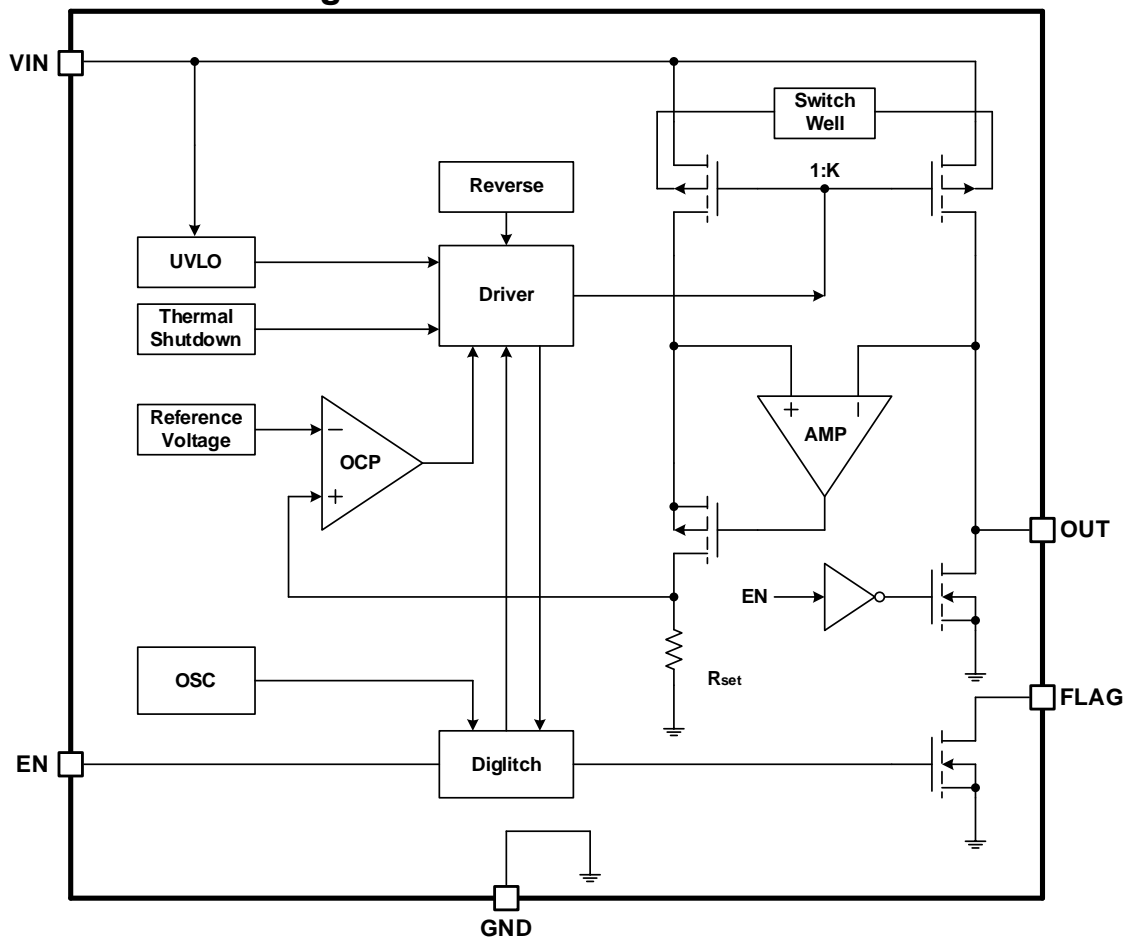 VIN
Switch
Well
1:K
Reverse
UVLO
Driver
Thermal
Shutdown
Reference
Voltage
−
OCP
+
+
−
AMP
OUT
EN
OSC
Rset
FLAG
EN
Diglitch
GND